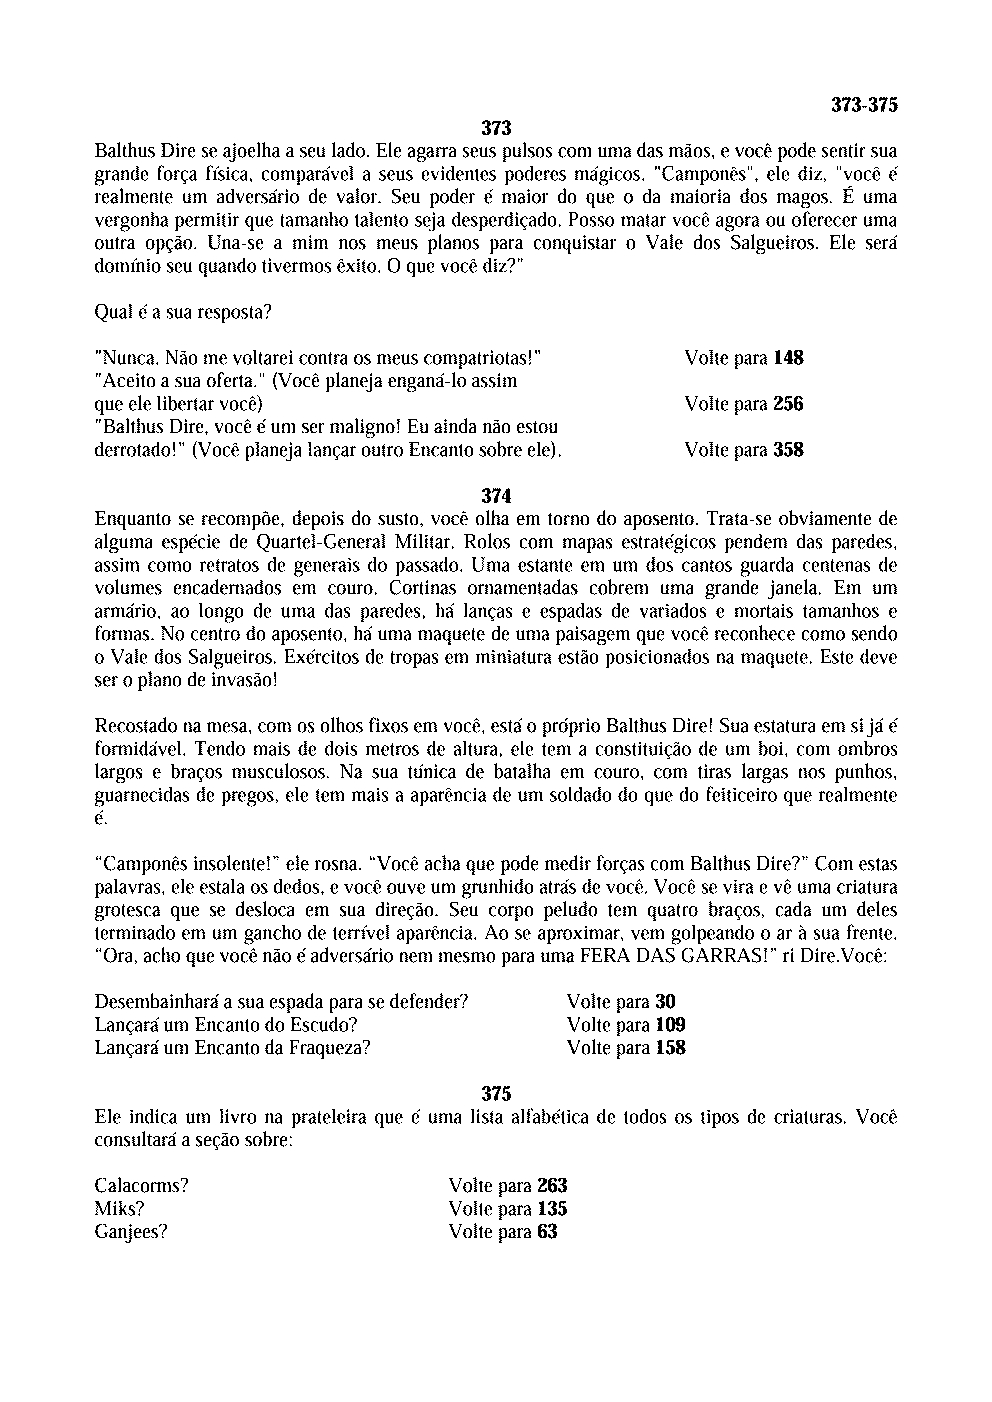 373-375
373
Balthus Dire se ajoelha a seu lado. Ele agarra seus pulsos com uma das mãos, e você pode sentir sua
grande força física, comparável a seus evidentes poderes mágicos. "Camponês", ele diz, "você é
realmente um adversário de valor. Seu poder é maior do que o da maioria dos magos. É uma
vergonha permitir que tamanho talento seja desperdiçado. Posso matar você agora ou oferecer uma
outra opção. Una-se a mim nos meus planos para conquistar o Vale dos Salgueiros. Ele será
domínio seu quando tivermos êxito. O que você diz?"
Qual é a sua resposta?
"Nunca. Não me voltarei contra os meus compatriotas!" Volte para 148
"Aceito a sua oferta." (Você planeja enganá-lo assim
que ele libertar você) Volte para 256
"Balthus Dire, você é um ser maligno! Eu ainda não estou
derrotado!" (Você planeja lançar outro Encanto sobre ele). Volte para 358
374
Enquanto se recompõe, depois do susto, você olha em torno do aposento. Trata-se obviamente de
alguma espécie de Quartel-General Militar. Rolos com mapas estratégicos pendem das paredes,
assim como retratos de generais do passado. Uma estante em um dos cantos guarda centenas de
volumes encadernados em couro. Cortinas ornamentadas cobrem uma grande janela. Em um
armário, ao longo de uma das paredes, há lanças e espadas de variados e mortais tamanhos e
formas. No centro do aposento, há uma maquete de uma paisagem que você reconhece como sendo
o Vale dos Salgueiros. Exércitos de tropas em miniatura estão posicionados na maquete. Este deve
ser o plano de invasão!
Recostado na mesa, com os olhos fixos em você, está o próprio Balthus Dire! Sua estatura em si já é
formidável. Tendo mais de dois metros de altura, ele tem a constituição de um boi, com ombros
largos e braços musculosos. Na sua túnica de batalha em couro, com tiras largas nos punhos,
guarnecidas de pregos, ele tem mais a aparência de um soldado do que do feiticeiro que realmente
é.
“Camponês insolente!” ele rosna. “Você acha que pode medir forças com Balthus Dire?” Com estas
palavras, ele estala os dedos, e você ouve um grunhido atrás de você. Você se vira e vê uma criatura
grotesca que se desloca em sua direção. Seu corpo peludo tem quatro braços, cada um deles
terminado em um gancho de terrível aparência. Ao se aproximar, vem golpeando o ar à sua frente.
“Ora, acho que você não é adversário nem mesmo para uma FERA DAS GARRAS!” ri Dire.Você:
Desembainhará a sua espada para se defender? Volte para 30
Lançará um Encanto do Escudo? Volte para 109
Lançará um Encanto da Fraqueza? Volte para 158
375
Ele indica um livro na prateleira que é uma lista alfabética de todos os tipos de criaturas. Você
consultará a seção sobre:
Calacorms? Volte para 263
Miks? Volte para 135
Ganjees? Volte para 63